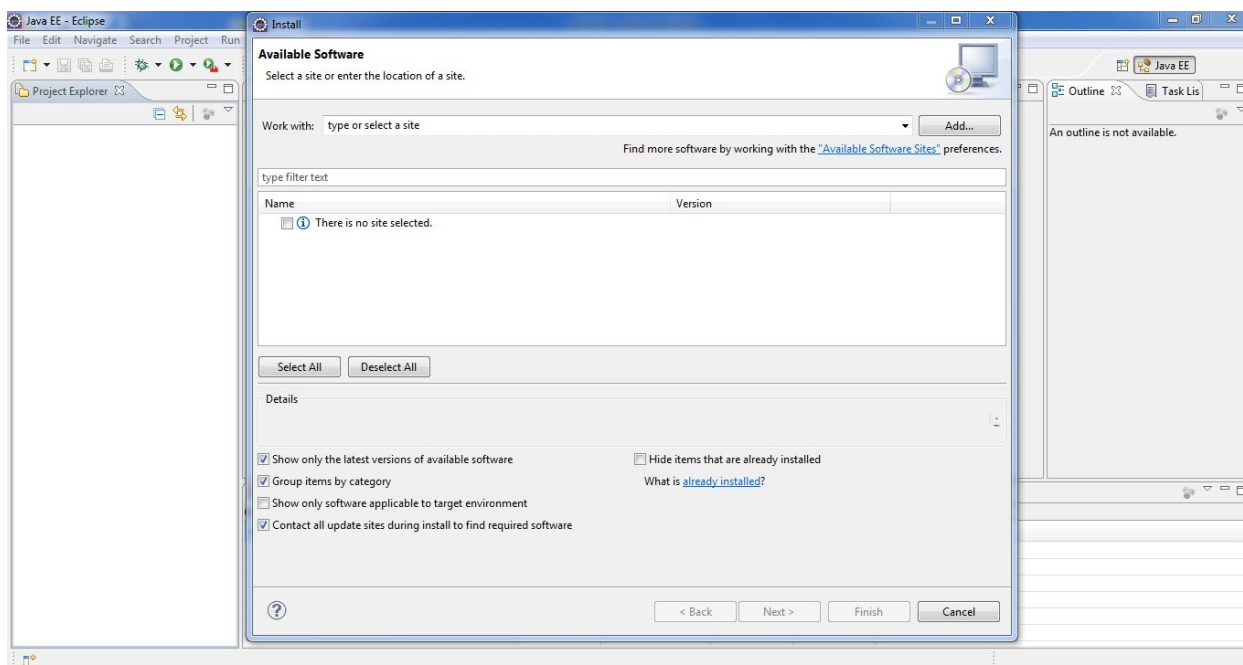 Java EE - Eclipse
File Edit Navigate Search Project Run
Project Explorer
Install
Available Software
Select a site or enter the location of a site.
Work with: type or select a site Add...
Find more software by working with the "Available Software Sites" preferences.
type filter text
Name Version
There is no site selected.
Select All Deselect All
Details
Show only the latest versions of available software Hide items that are already installed
Group items by category What is already installed?
Show only software applicable to target environment
Contact all update sites during install to find required software
< Back Next > Finish Cancel
Java EE
Outline Task Lis
An outline is not available.